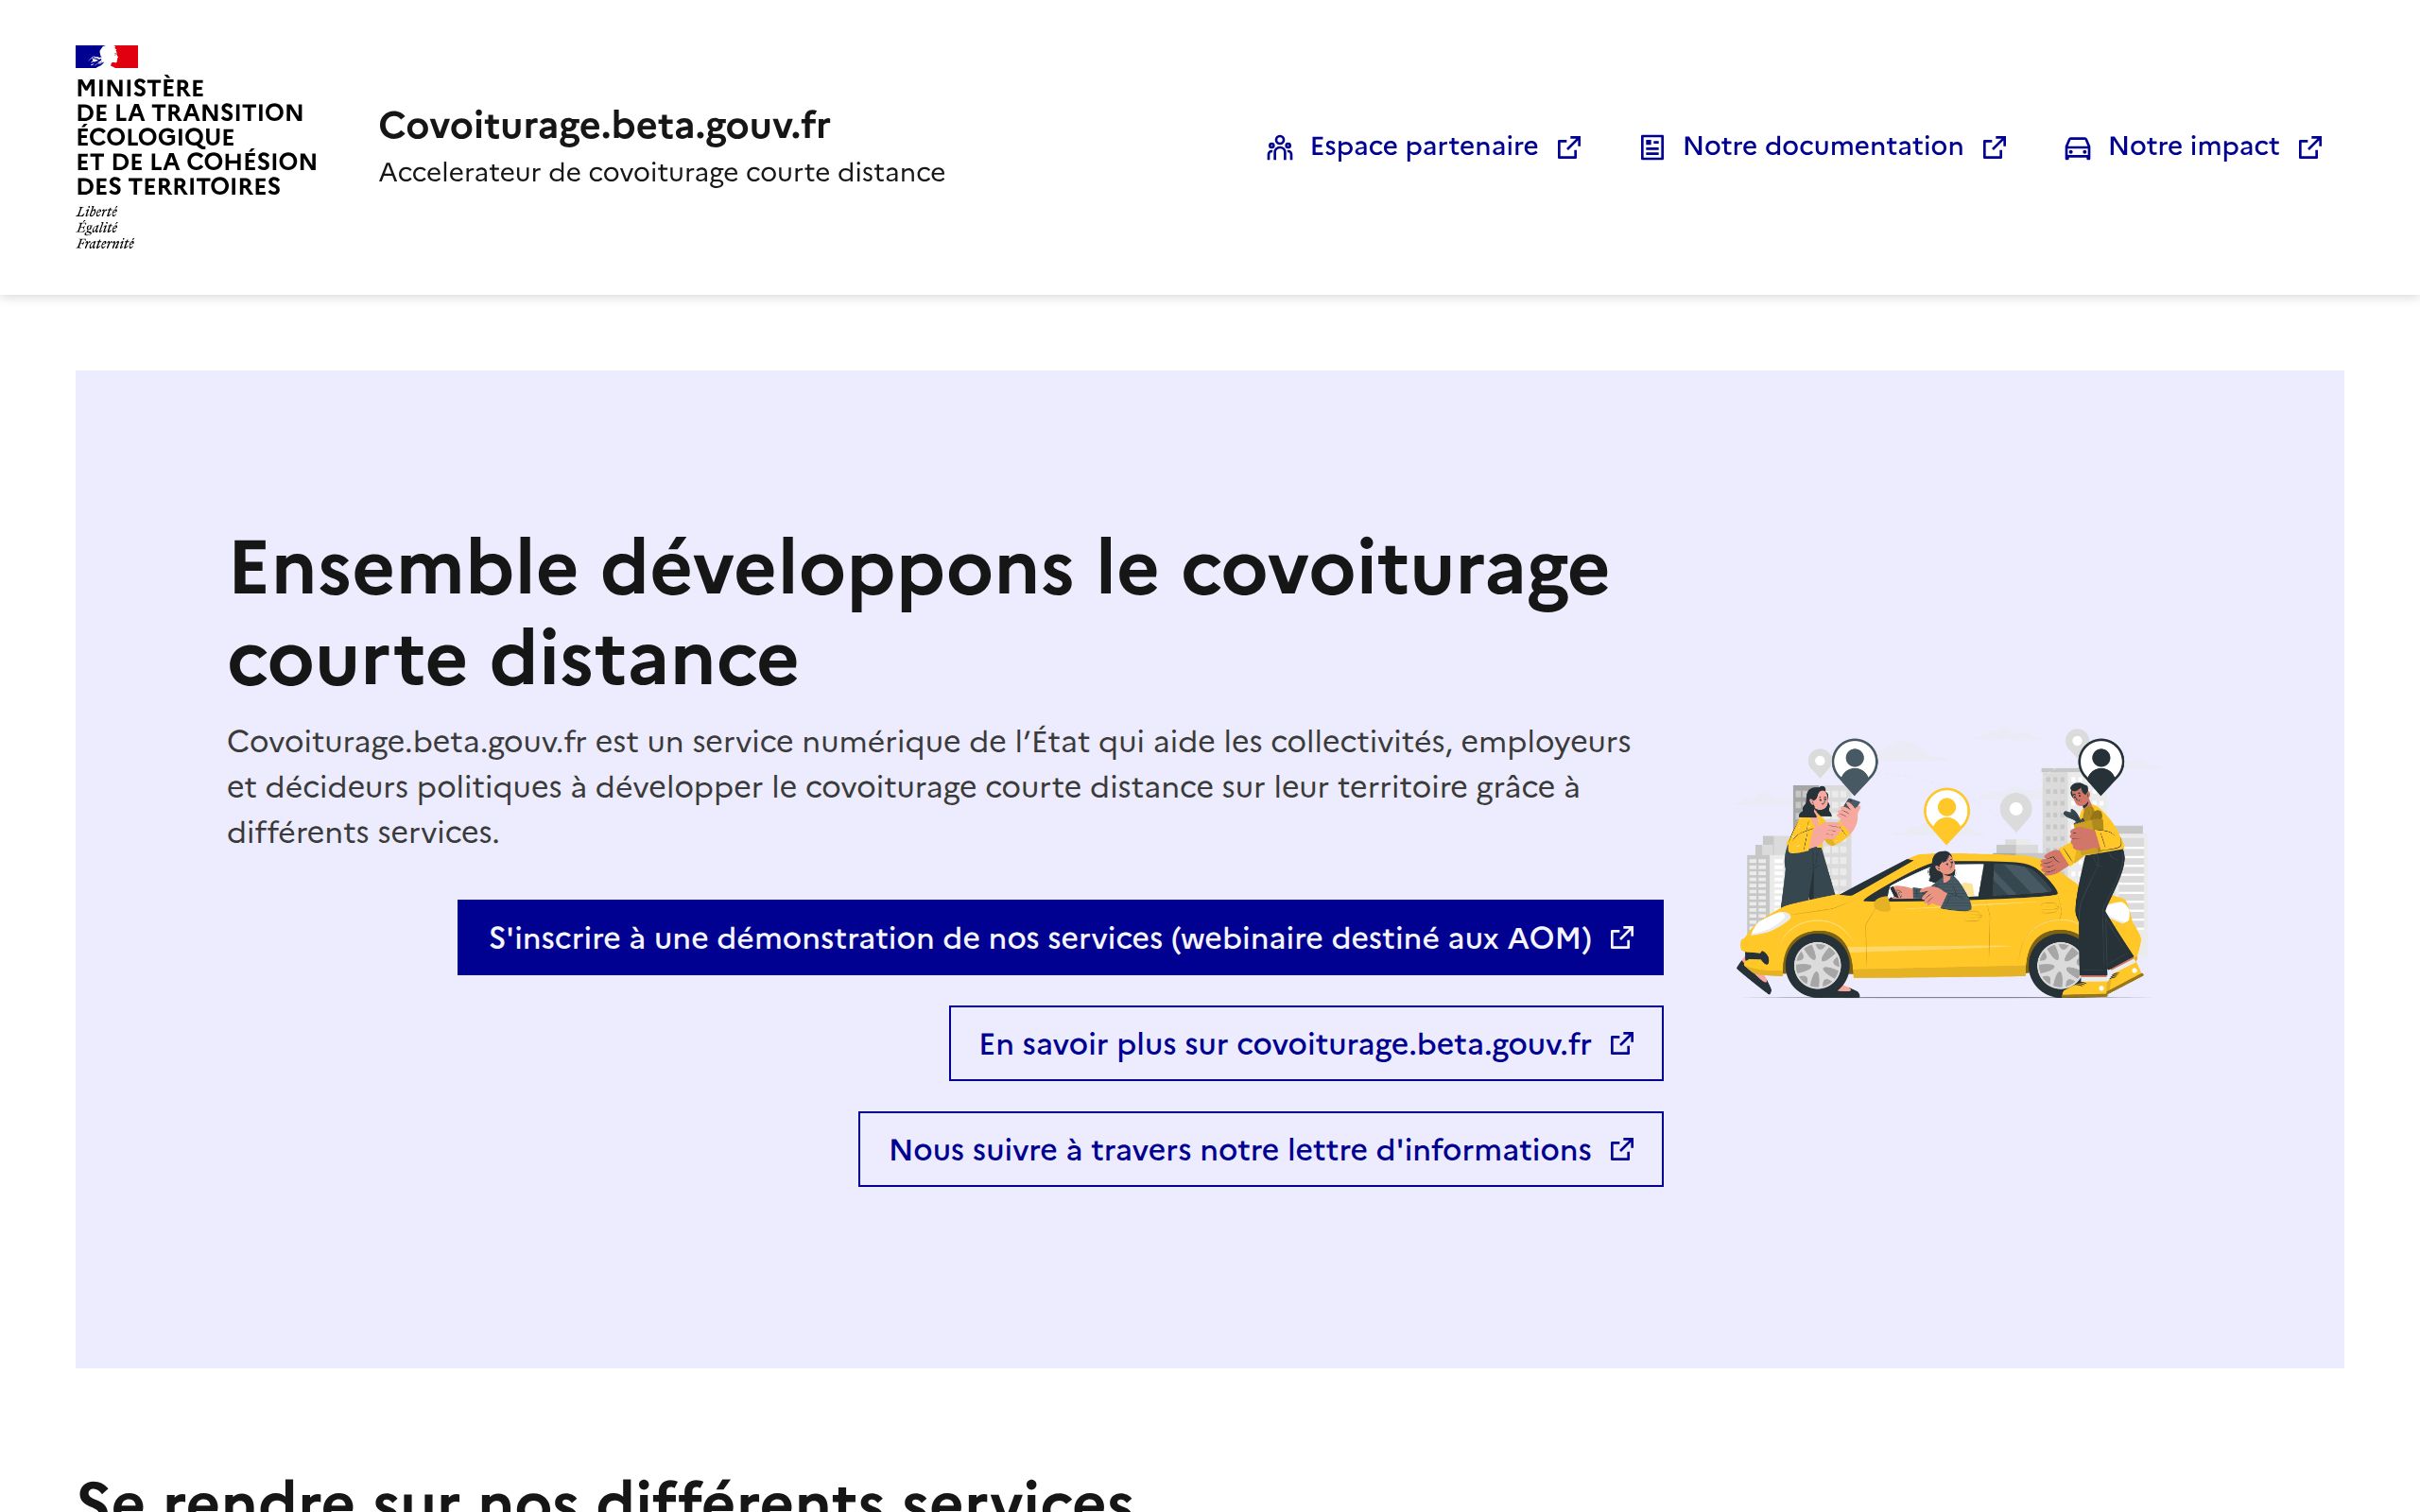 MINISTÈRE
DE LA TRANSITION
ÉCOLOGIQUE
ET DE LA COHÉSION
DES TERRITOIRES
Liberté
Égalité
Fraternité
Covoiturage.beta.gouv.fr
Accelerateur de covoiturage courte distance
Espace partenaire
Notre documentation
Notre impact
Ensemble développons le covoiturage
courte distance
Covoiturage.beta.gouv.fr est un service numérique de l’État qui aide les collectivités, employeurs
et décideurs politiques à développer le covoiturage courte distance sur leur territoire grâce à
différents services.
S'inscrire à une démonstration de nos services (webinaire destiné aux AOM)
En savoir plus sur covoiturage.beta.gouv.fr
Nous suivre à travers notre lettre d'informations
Se rendre sur nos différents services